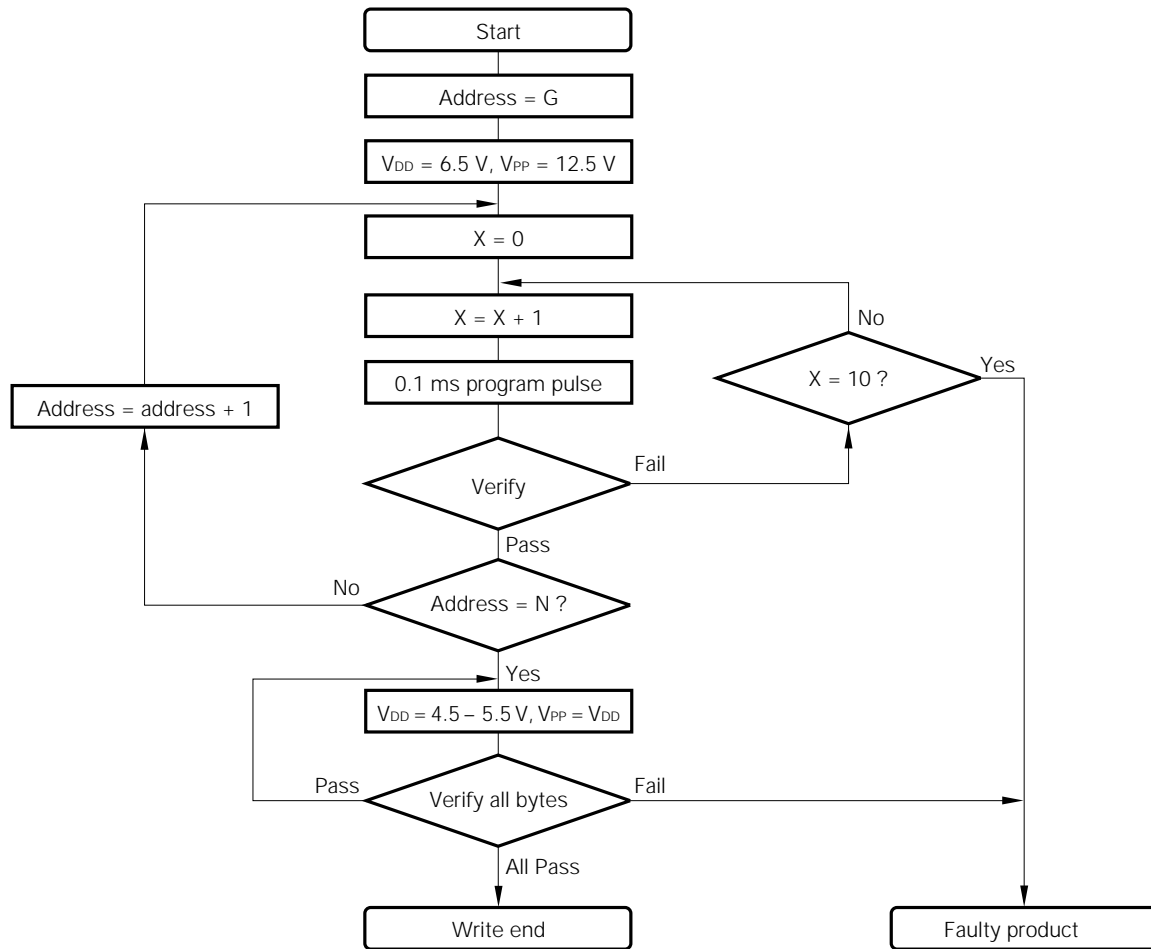 Start
Address = G
VDD = 6.5 V, VPP = 12.5 V
X = 0
X = X + 1
No
0.1 ms program pulse
X = 10 ?
Yes
Address = address + 1
Verify
Fail
Pass
No
Address = N ?
Yes
VDD = 4.5 – 5.5 V, VPP = VDD
Pass
Verify all bytes
Fail
All Pass
Write end
Faulty product